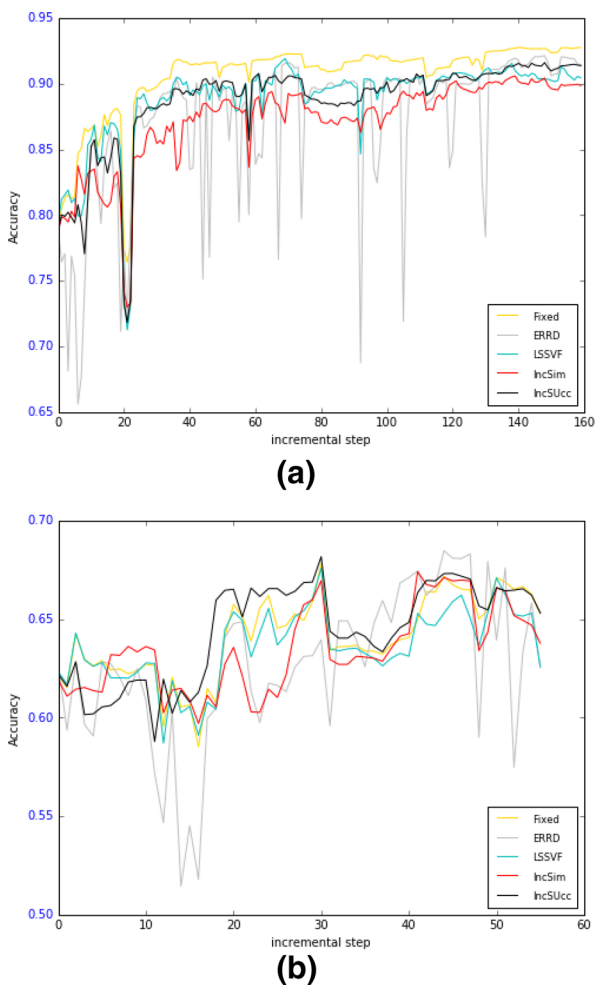 0.95
0.90
0.85
0.80
0.75
0.70
0.65
Accuracy
Fixed
ERRD
LSSVF
IncSim
IncSUcc
0 20 40 60 80 100 120 140 160
incremental step
(a)
0.70
0.65
0.60
0.55
0.50
Accuracy
Fixed
ERRD
LSSVF
IncSim
IncSUcc
0 10 20 30 40 50 60
incremental step
(b)